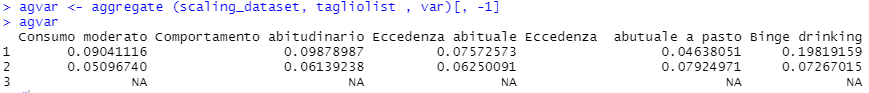 > agvar <- aggregate (scaling_dataset, tagliolist , var)[, -1]
> agvar
  Consumo moderato Comportamento abitudinario Eccedenza abituale Eccedenza  abutuale a pasto Binge drinking
1       0.09041116                 0.09878987         0.07572573                  0.04638051     0.19819159
2       0.05096740                 0.06139238         0.06250091                  0.07924971     0.07267015
3               NA                         NA                 NA                          NA             NA